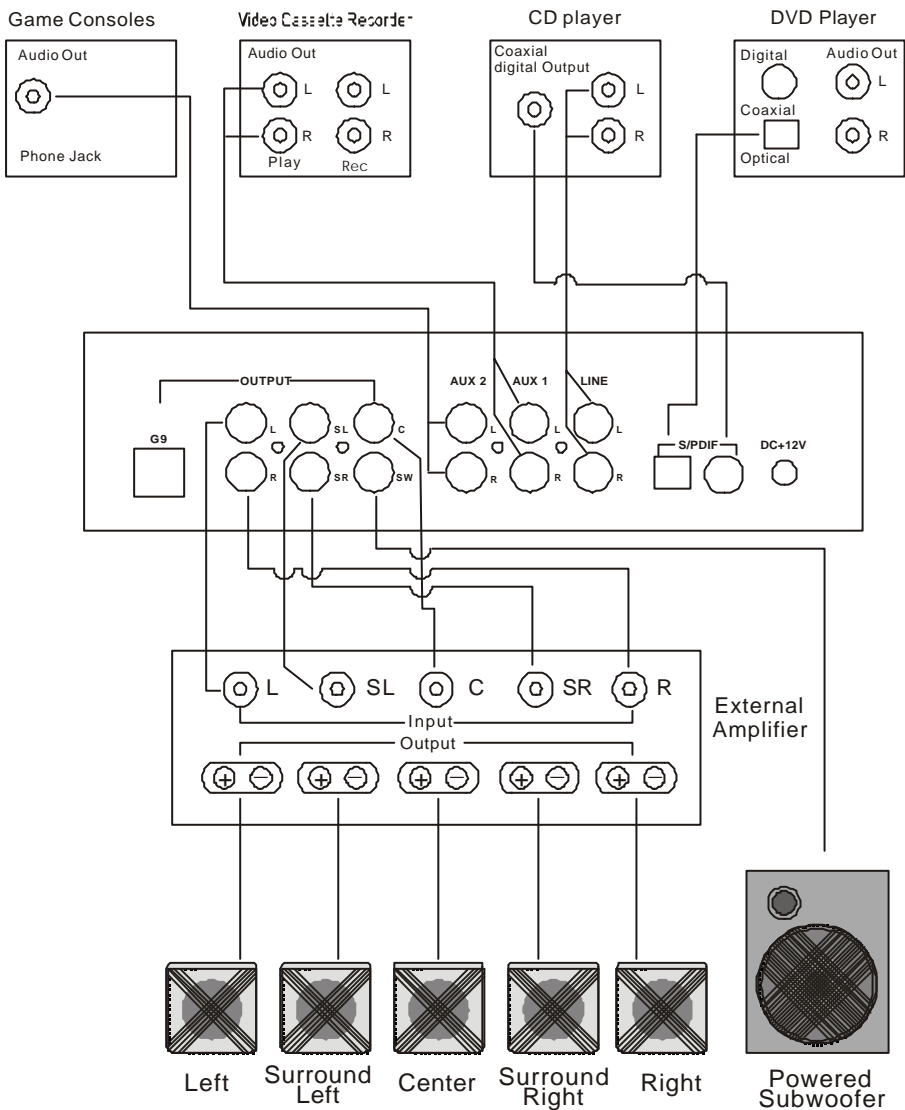 Game Consoles
Video Cassette Recorder
CD player
DVD Player
Audio Out
Phone Jack
Audio Out
L
L
R
R
Play
Rec
Coaxial
digital Output
L
R
Digital
Audio Out
L
Coaxial
R
Optical
OUTPUT
AUX 2
AUX 1
LINE
G9
L
SL
C
L
L
L
S/PDIF
DC+12V
R
SR
SW
R
R
R
L
SL
C
SR
R
Input
Output
+
−
+
−
+
−
+
−
+
−
External
Amplifier
Left
Surround
Left
Center
Surround
Right
Right
Powered
Subwoofer